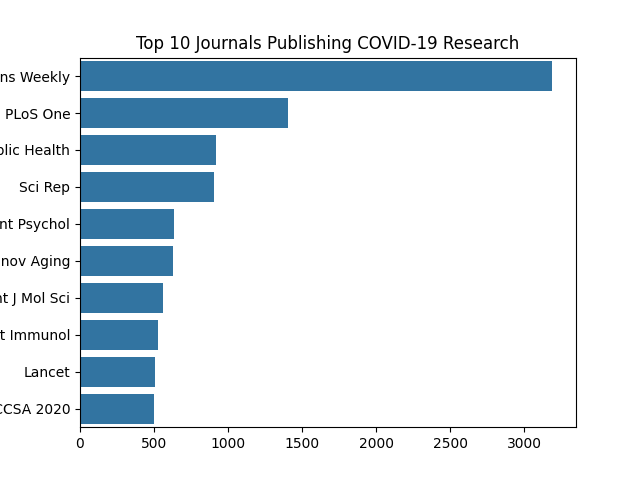 Top 10 Journals Publishing COVID-19 Research
ns Weekly
PLoS One
blic Health
Sci Rep
nt Psychol
nov Aging
nt J Mol Sci
t Immunol
Lancet
CCSA 2020
0 500 1000 1500 2000 2500 3000